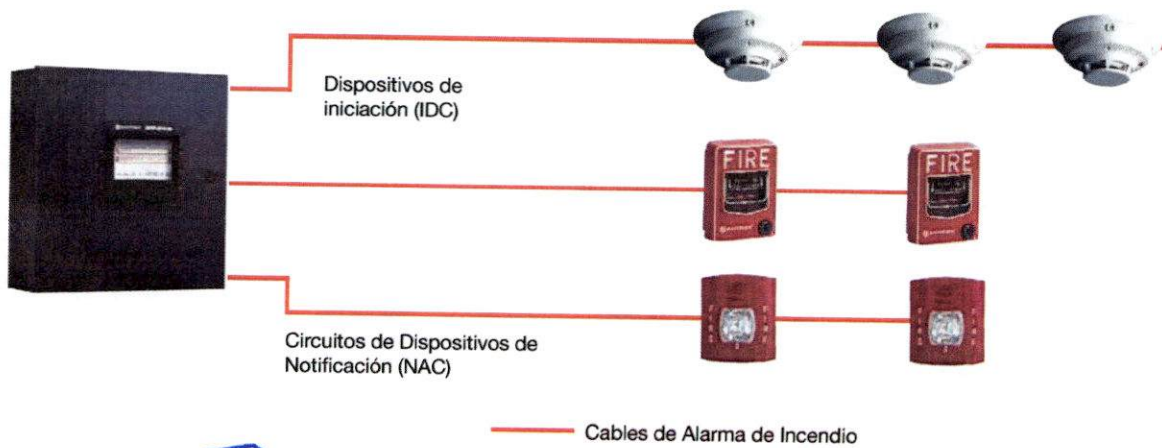 Dispositivos de
iniciación (IDC)
FIRE
FIRE
Circuitos de Dispositivos de
Notificación (NAC)
Cables de Alarma de Incendio